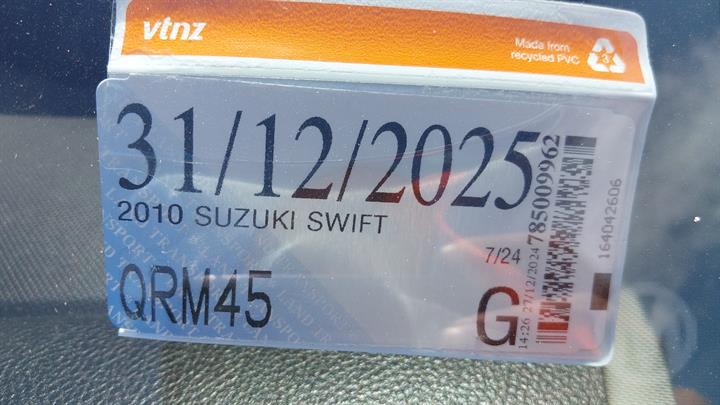 vtnz
Made from
recycled PVC
3
31/12/2025
2010 SUZUKI SWIFT
7/24
QRM45
G
14:26 27/12/2024
785009962
164042606